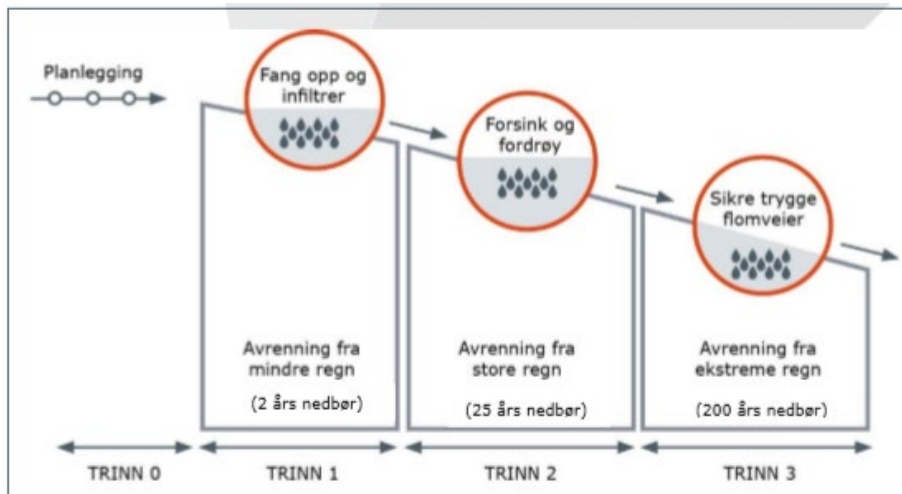 Planlegging
Fang opp og
infiltrer
Forsink og
fordrøy
Sikre trygge
flomveier
Avrenning fra
mindre regn
(2 års nedbør)
Avrenning fra
store regn
(25 års nedbør)
Avrenning fra
ekstreme regn
(200 års nedbør)
TRINN 0
TRINN 1
TRINN 2
TRINN 3